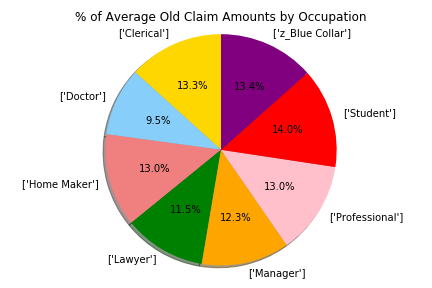 % of Average Old Claim Amounts by Occupation
['Clerical']
['z_Blue Collar']
13.3%
13.4%
['Doctor']
9.5%
['Student']
14.0%
['Home Maker']
13.0%
13.0%
['Professional']
11.5%
12.3%
['Lawyer']
['Manager']